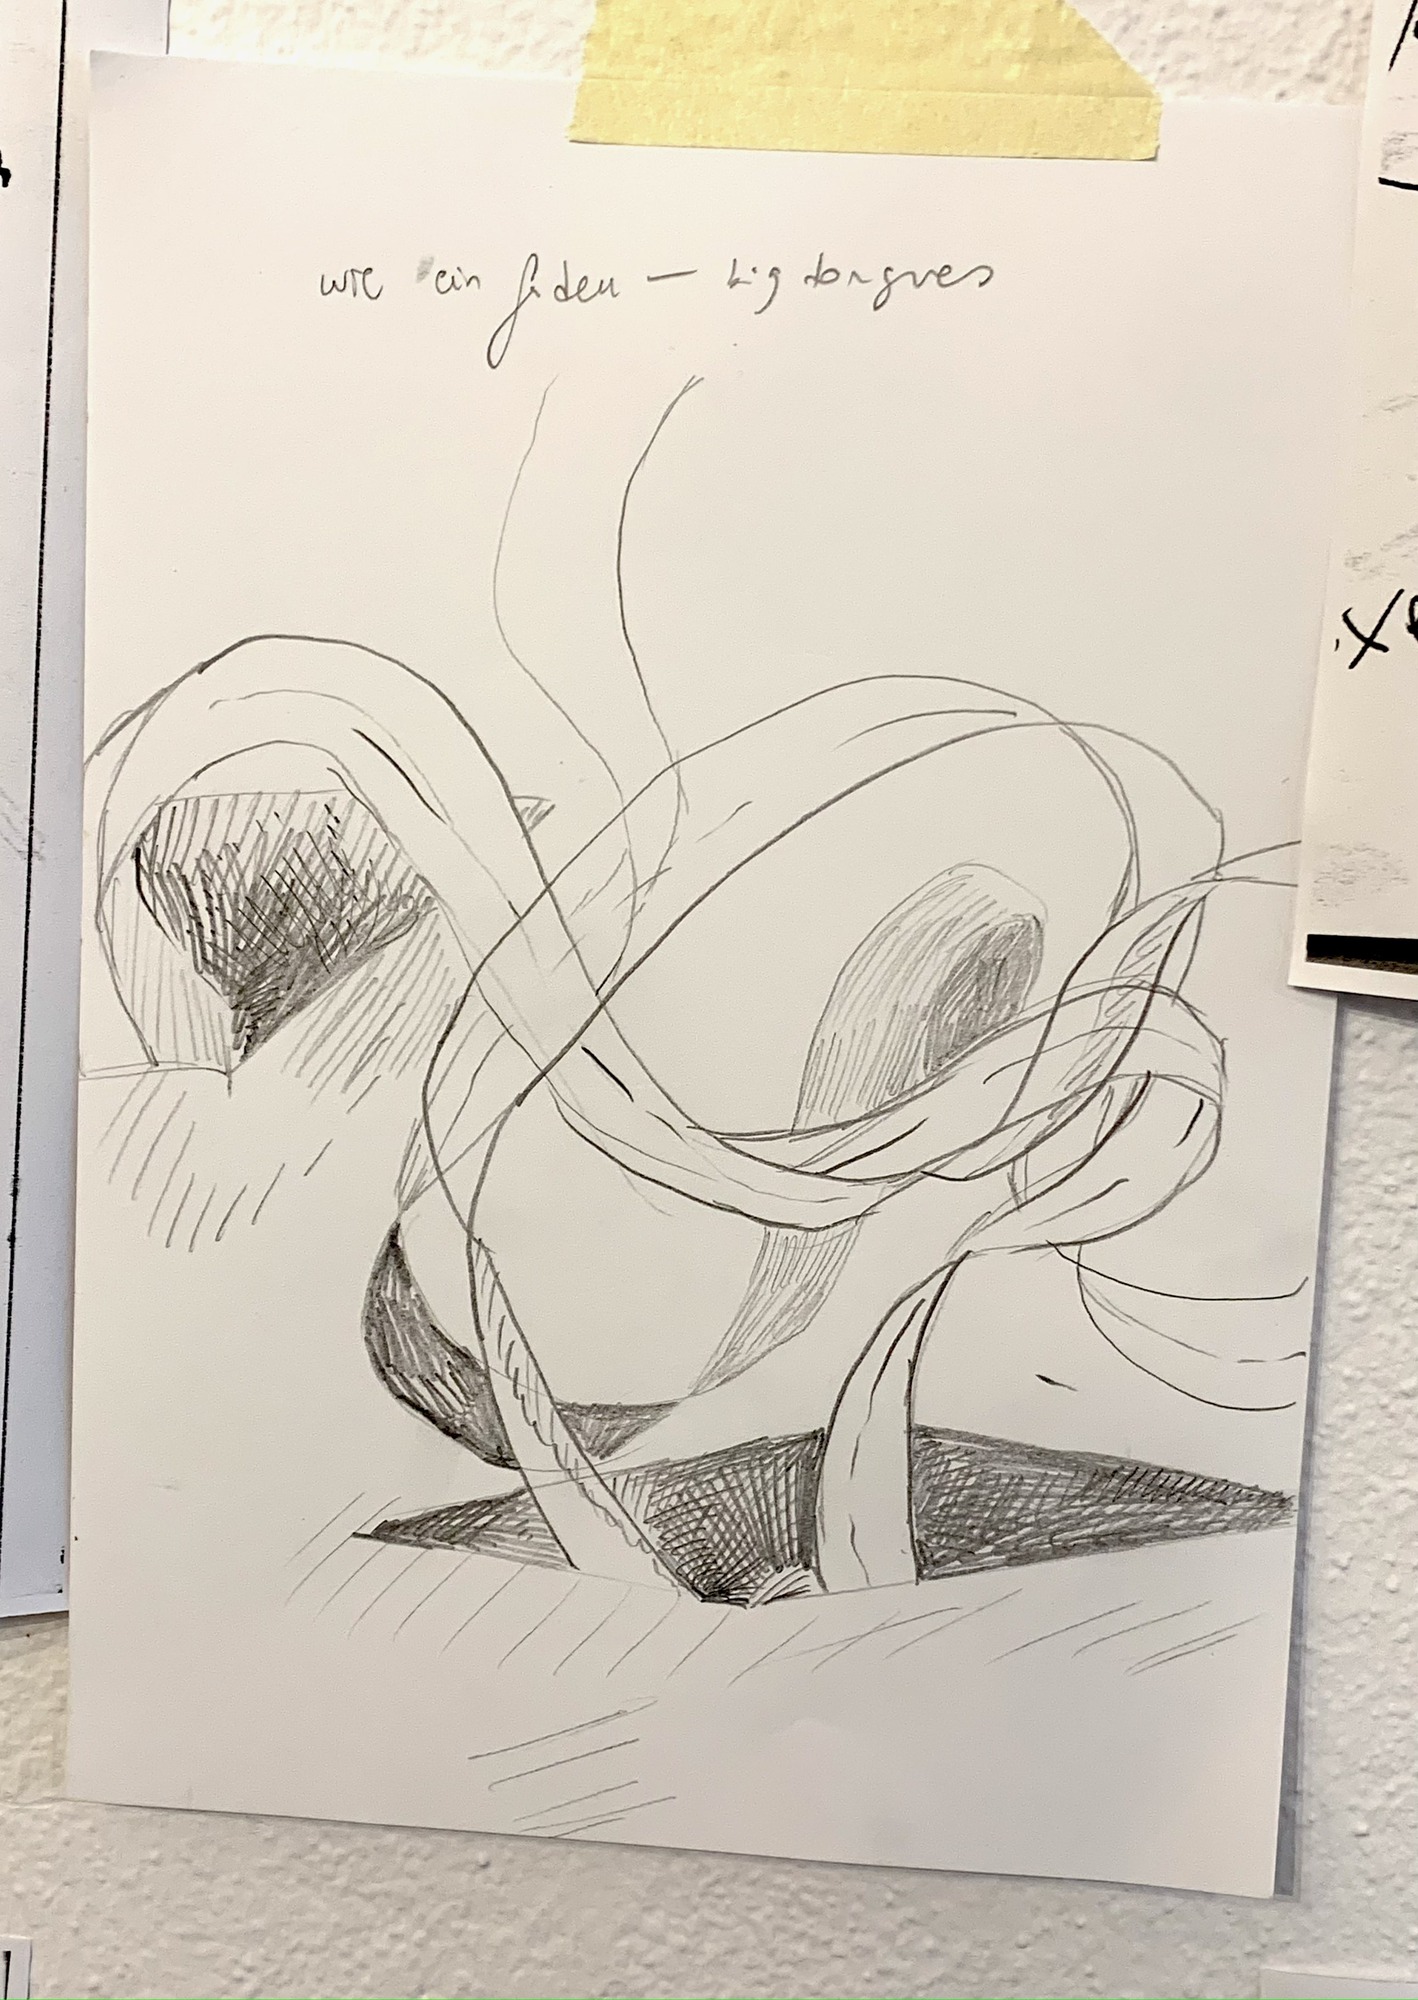 wie ein faden — big tongues